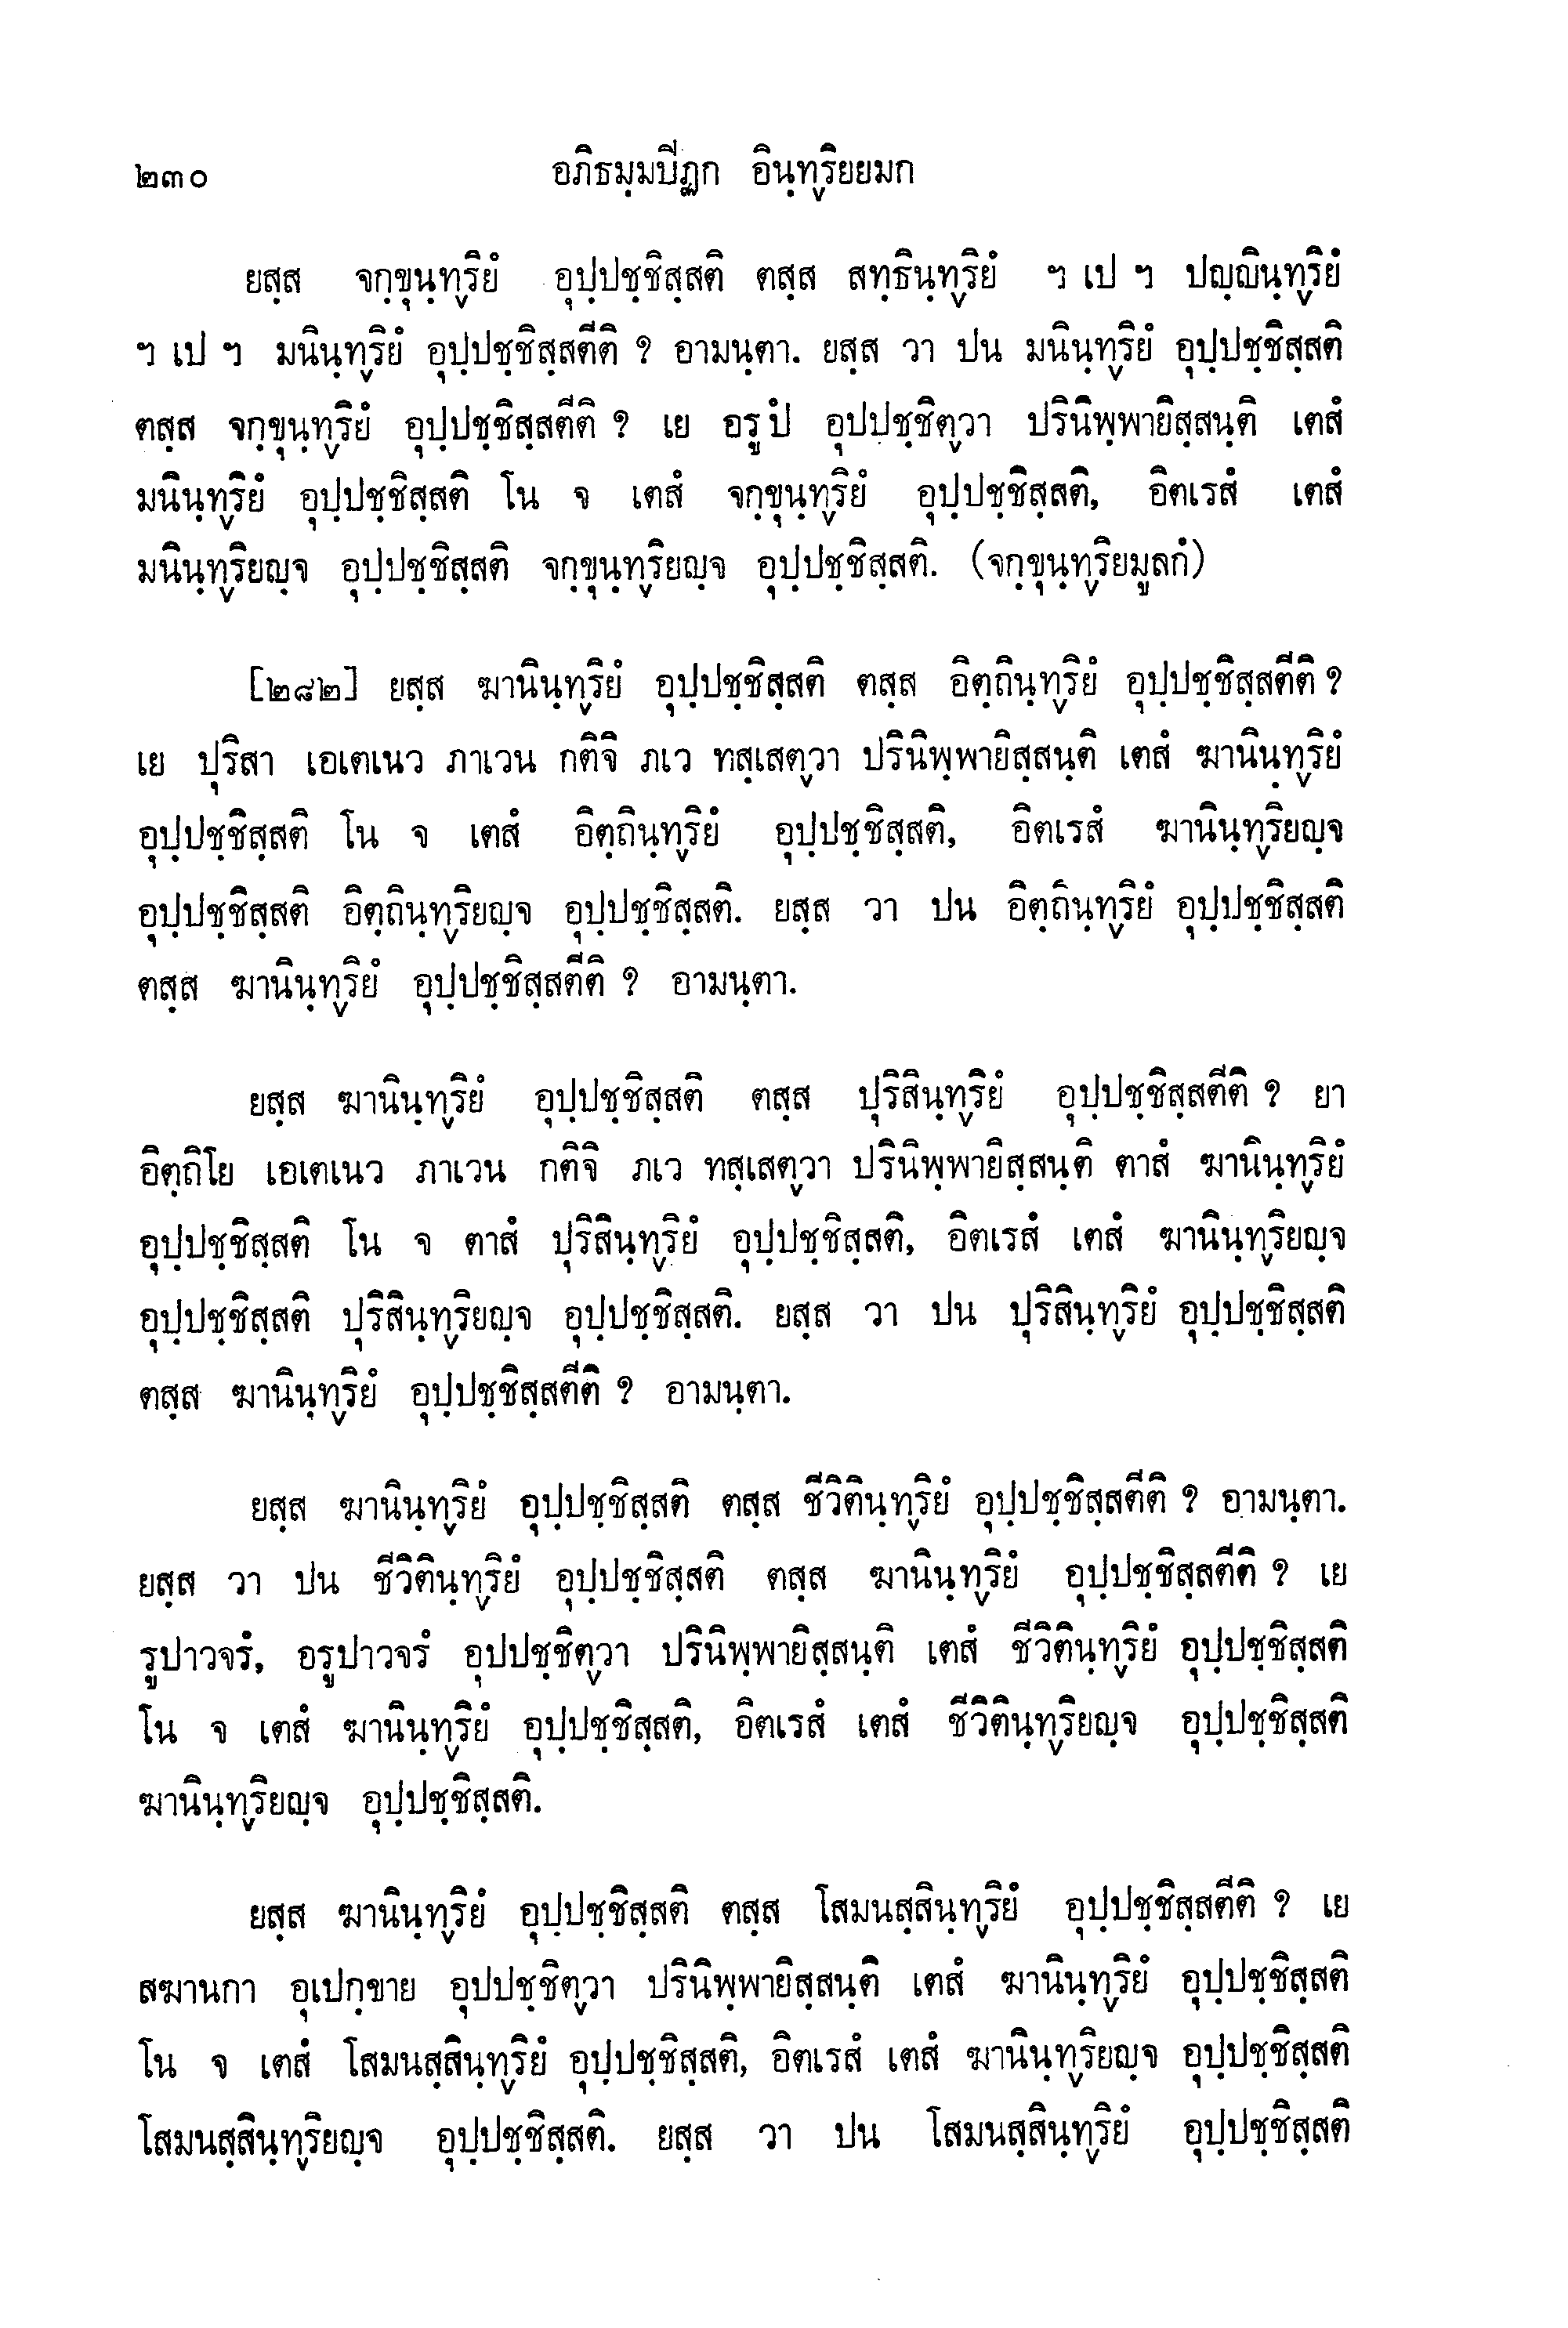 ๒๓๐ อภิธมฺมปีฏก อินฺทฺริยยมก
ยสฺส จกฺขุนฺทฺริยํ อุปฺปชฺชิสฺสติ ตสฺส สทฺธินฺทฺริยํ ฯ เป ฯ ปญฺญินฺทฺริยํ
ฯ เป ฯ มนินฺทฺริยํ อุปฺปชฺชิสฺสตีติ ? อามนฺตา. ยสฺส วา ปน มนินฺทฺริยํ อุปฺปชฺชิสฺสติ
ตสฺส จกฺขุนฺทฺริยํ อุปฺปชฺชิสฺสตีติ ? เย อรูปํ อุปปชฺชิตฺวา ปรินิพฺพายิสฺสนฺติ เตสํ
มนินฺทฺริยํ อุปฺปชฺชิสฺสติ โน จ เตสํ จกฺขุนฺทฺริยํ อุปฺปชฺชิสฺสติ, อิตเรสํ เตสํ
มนินฺทฺริยญฺจ อุปฺปชฺชิสฺสติ จกฺขุนฺทฺริยญฺจ อุปฺปชฺชิสฺสติ. (จกฺขุนฺทฺริยมูลกํ)
[๒๘๒] ยสฺส ฆานินฺทฺริยํ อุปฺปชฺชิสฺสติ ตสฺส อิตฺถินฺทฺริยํ อุปฺปชฺชิสฺสตีติ ?
เย ปุริสา เอเตเนว ภาเวน กติจิ ภเว ทสฺเสตฺวา ปรินิพฺพายิสฺสนฺติ เตสํ ฆานินฺทฺริยํ
อุปฺปชฺชิสฺสติ โน จ เตสํ อิตฺถินฺทฺริยํ อุปฺปชฺชิสฺสติ, อิตเรสํ ฆานินฺทฺริยญฺจ
อุปฺปชฺชิสฺสติ อิตฺถินฺทฺริยญฺจ อุปฺปชฺชิสฺสติ. ยสฺส วา ปน อิตฺถินฺทฺริยํ อุปฺปชฺชิสฺสติ
ตสฺส ฆานินฺทฺริยํ อุปฺปชฺชิสฺสตีติ ? อามนฺตา.
ยสฺส ฆานินฺทฺริยํ อุปฺปชฺชิสฺสติ ตสฺส ปุริสินฺทฺริยํ อุปฺปชฺชิสฺสตีติ ? ยา
อิตฺถิโย เอเตเนว ภาเวน กติจิ ภเว ทสฺเสตฺวา ปรินิพฺพายิสฺสนฺติ ตาสํ ฆานินฺทฺริยํ
อุปฺปชฺชิสฺสติ โน จ ตาสํ ปุริสินฺทฺริยํ อุปฺปชฺชิสฺสติ, อิตเรสํ เตสํ ฆานินฺทฺริยญฺจ
อุปฺปชฺชิสฺสติ ปุริสินฺทฺริยญฺจ อุปฺปชฺชิสฺสติ. ยสฺส วา ปน ปุริสินฺทฺริยํ อุปฺปชฺชิสฺสติ
ตสฺส ฆานินฺทฺริยํ อุปฺปชฺชิสฺสตีติ ? อามนฺตา.
ยสฺส ฆานินฺทฺริยํ อุปฺปชฺชิสฺสติ ตสฺส ชีวิตินฺทฺริยํ อุปฺปชฺชิสฺสตีติ ? อามนฺตา.
ยสฺส วา ปน ชีวิตินฺทฺริยํ อุปฺปชฺชิสฺสติ ตสฺส ฆานินฺทฺริยํ อุปฺปชฺชิสฺสตีติ ? เย
รูปาวจรํ, อรูปาวจรํ อุปปชฺชิตฺวา ปรินิพฺพายิสฺสนฺติ เตสํ ชีวิตินฺทฺริยํ อุปฺปชฺชิสฺสติ
โน จ เตสํ ฆานินฺทฺริยํ อุปฺปชฺชิสฺสติ, อิตเรสํ เตสํ ชีวิตินฺทฺริยญฺจ อุปฺปชฺชิสฺสติ
ฆานินฺทฺริยญฺจ อุปฺปชฺชิสฺสติ.
ยสฺส ฆานินฺทฺริยํ อุปฺปชฺชิสฺสติ ตสฺส โสมนสฺสินฺทฺริยํ อุปฺปชฺชิสฺสตีติ ? เย
สฆานกา อุเปกฺขาย อุปปชฺชิตฺวา ปรินิพฺพายิสฺสนฺติ เตสํ ฆานินฺทฺริยํ อุปฺปชฺชิสฺสติ
โน จ เตสํ โสมนสฺสินฺทฺริยํ อุปฺปชฺชิสฺสติ, อิตเรสํ เตสํ ฆานินฺทฺริยญฺจ อุปฺปชฺชิสฺสติ
โสมนสฺสินฺทฺริยญฺจ อุปฺปชฺชิสฺสติ. ยสฺส วา ปน โสมนสฺสินฺทฺริยํ อุปฺปชฺชิสฺสติ